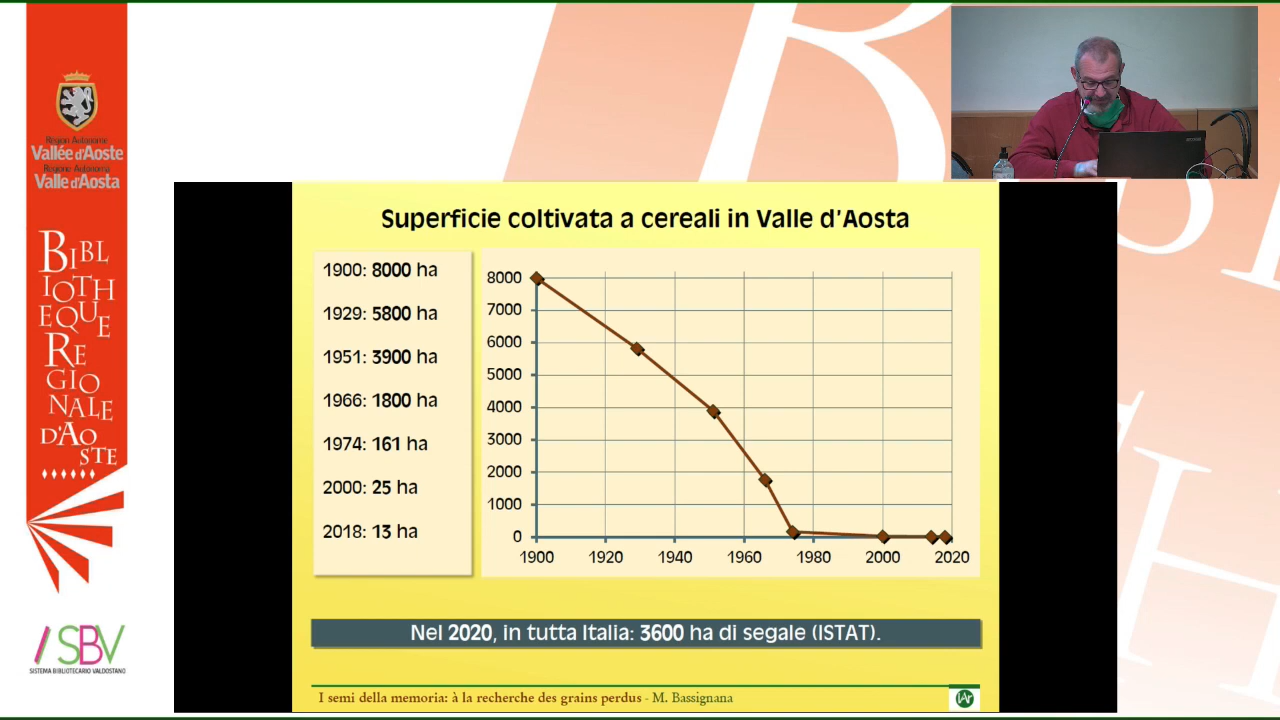 Région Autonome
Vallée d'Aoste
Regione Autonoma
Valle d'Aosta
BIBL
IOTH
EQUE
RE
GIO
NALE
D'AO
STE
SBV
SISTEMA BIBLIOTECARIO VALDOSTANO
Superficie coltivata a cereali in Valle d'Aosta
1900: 8000 ha
1929: 5800 ha
1951: 3900 ha
1966: 1800 ha
1974: 161 ha
2000: 25 ha
2018: 13 ha
8000
7000
6000
5000
4000
3000
2000
1000
0
1900 1920 1940 1960 1980 2000 2020
Nel 2020, in tutta Italia: 3600 ha di segale (ISTAT).
I semi della memoria: à la recherche des grains perdus - M. Bassignana
IAr